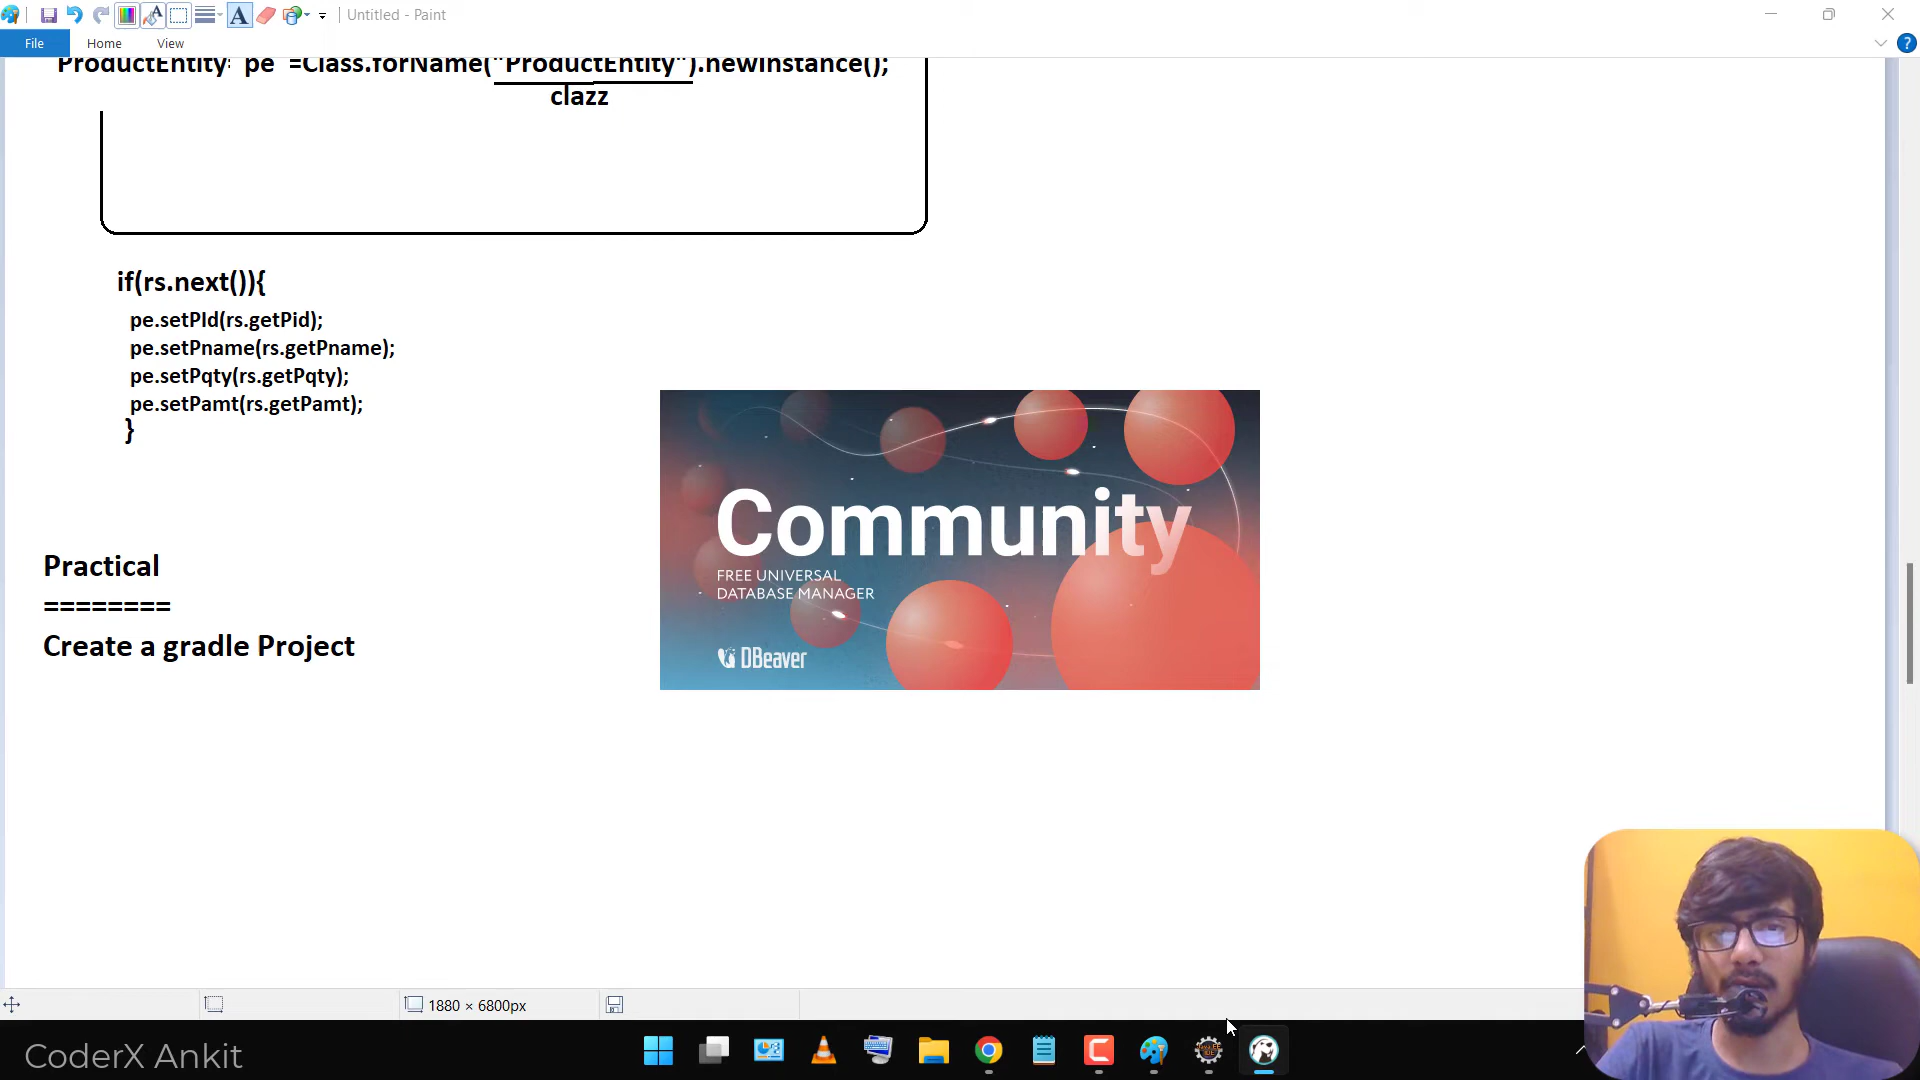 Untitled - Paint
File
Home
View
ProductEntity pe =Class.forName("ProductEntity").newInstance();
clazz
if(rs.next()){
pe.setPId(rs.getPid);
pe.setPname(rs.getPname);
pe.setPqty(rs.getPqty);
pe.setPamt(rs.getPamt);
}
Community
FREE UNIVERSAL
DATABASE MANAGER
DBeaver
Practical
========
Create a gradle Project
1880 × 6800px
CoderX Ankit